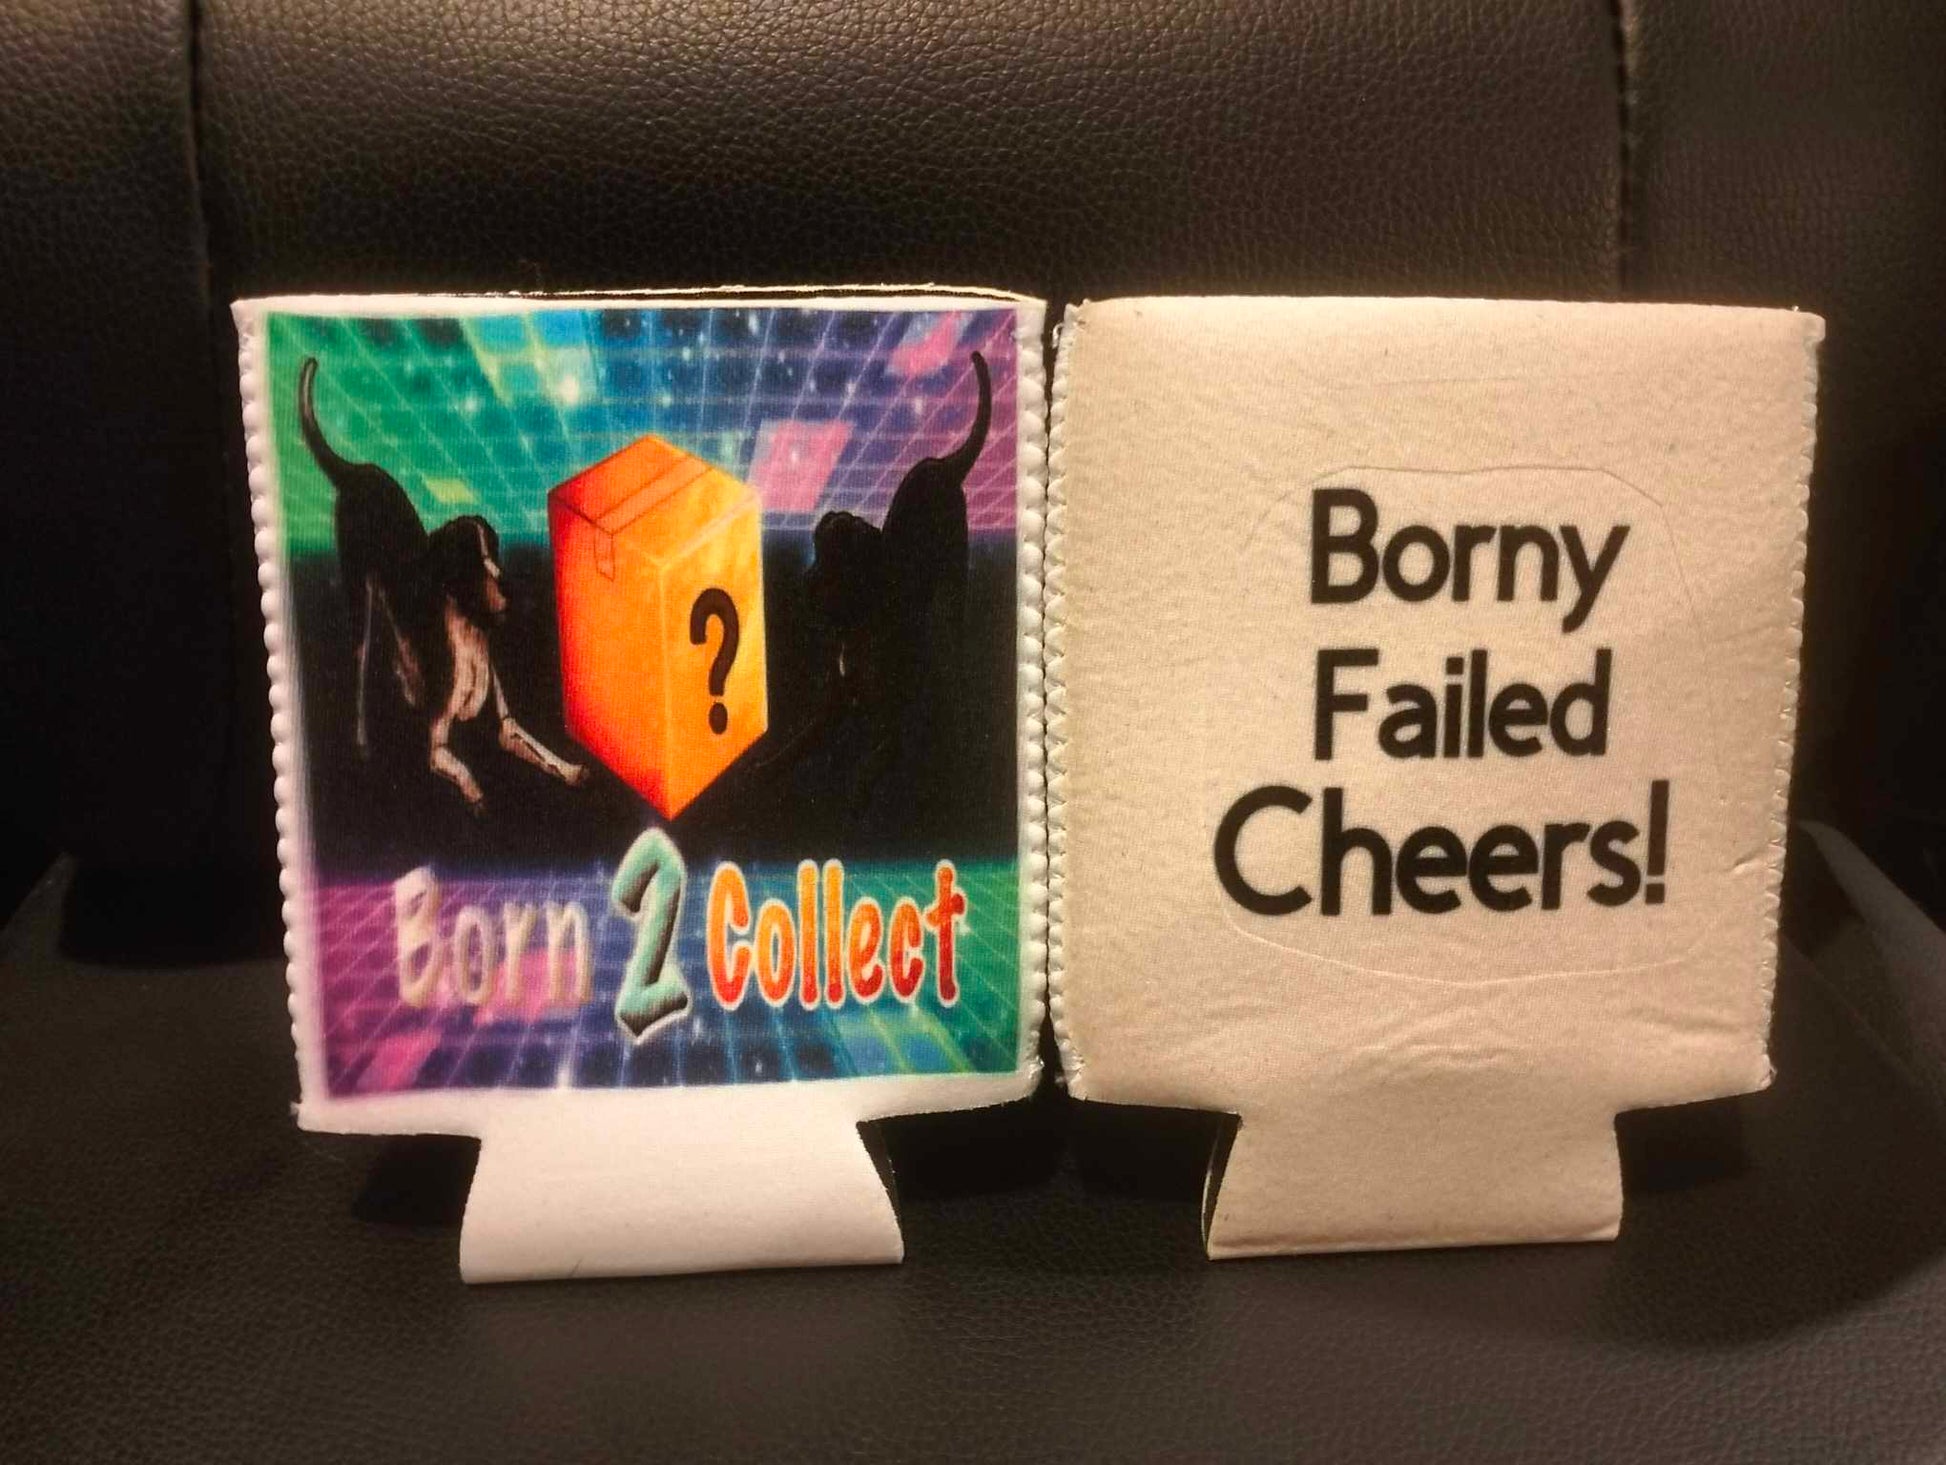 ?
Born 2 Collect
Borny
Failed
Cheers!